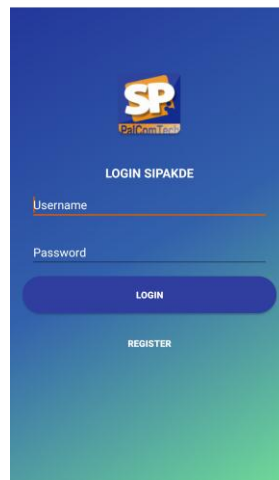 SP
PalComTech
LOGIN SIPAKDE
Username
Password
LOGIN
REGISTER